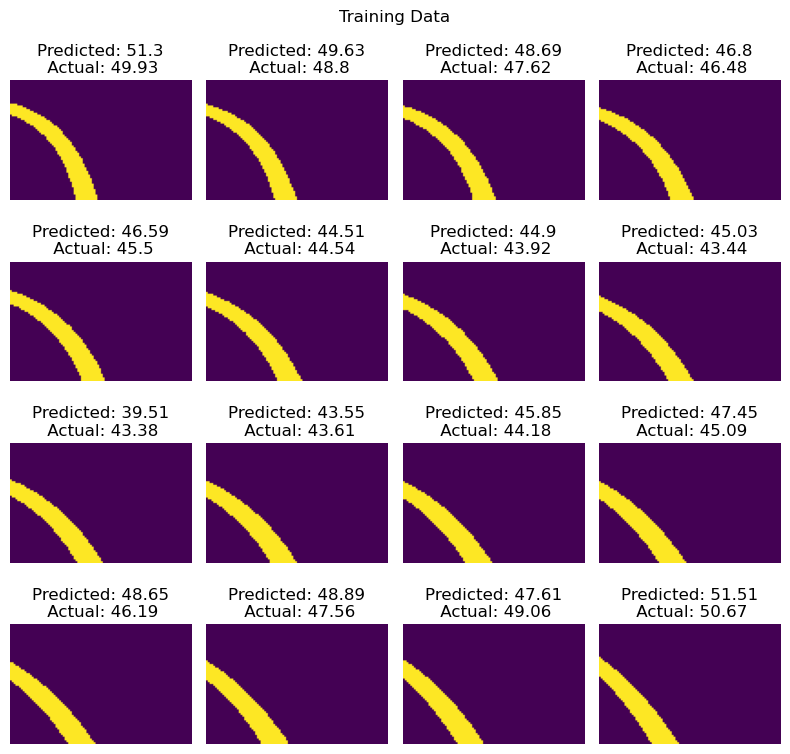 Training Data
Predicted: 51.3
Actual: 49.93
Predicted: 49.63
Actual: 48.8
Predicted: 48.69
Actual: 47.62
Predicted: 46.8
Actual: 46.48
Predicted: 46.59
Actual: 45.5
Predicted: 44.51
Actual: 44.54
Predicted: 44.9
Actual: 43.92
Predicted: 45.03
Actual: 43.44
Predicted: 39.51
Actual: 43.38
Predicted: 43.55
Actual: 43.61
Predicted: 45.85
Actual: 44.18
Predicted: 47.45
Actual: 45.09
Predicted: 48.65
Actual: 46.19
Predicted: 48.89
Actual: 47.56
Predicted: 47.61
Actual: 49.06
Predicted: 51.51
Actual: 50.67